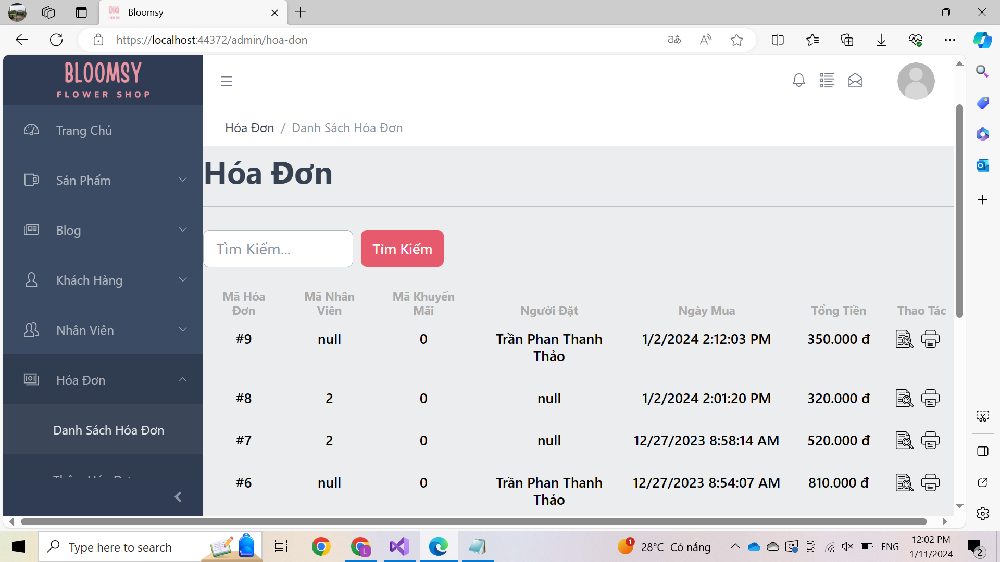 Bloomsy
https://localhost:44372/admin/hoa-don
BLOOMSY
FLOWER SHOP
Trang Chủ
Sản Phẩm
Blog
Khách Hàng
Nhân Viên
Hóa Đơn
Danh Sách Hóa Đơn
Hóa Đơn / Danh Sách Hóa Đơn
Hóa Đơn
Tìm Kiếm...
Tìm Kiếm
Mã Hóa Đơn Mã Nhân Viên Mã Khuyến Mãi Người Đặt Ngày Mua Tổng Tiền Thao Tác
#9 null 0 Trần Phan Thanh Thảo 1/2/2024 2:12:03 PM 350.000 đ
#8 2 0 null 1/2/2024 2:01:20 PM 320.000 đ
#7 2 0 null 12/27/2023 8:58:14 AM 520.000 đ
#6 null 0 Trần Phan Thanh Thảo 12/27/2023 8:54:07 AM 810.000 đ
Type here to search
L
1
28°C Có nắng
ENG
12:02 PM
1/11/2024
2